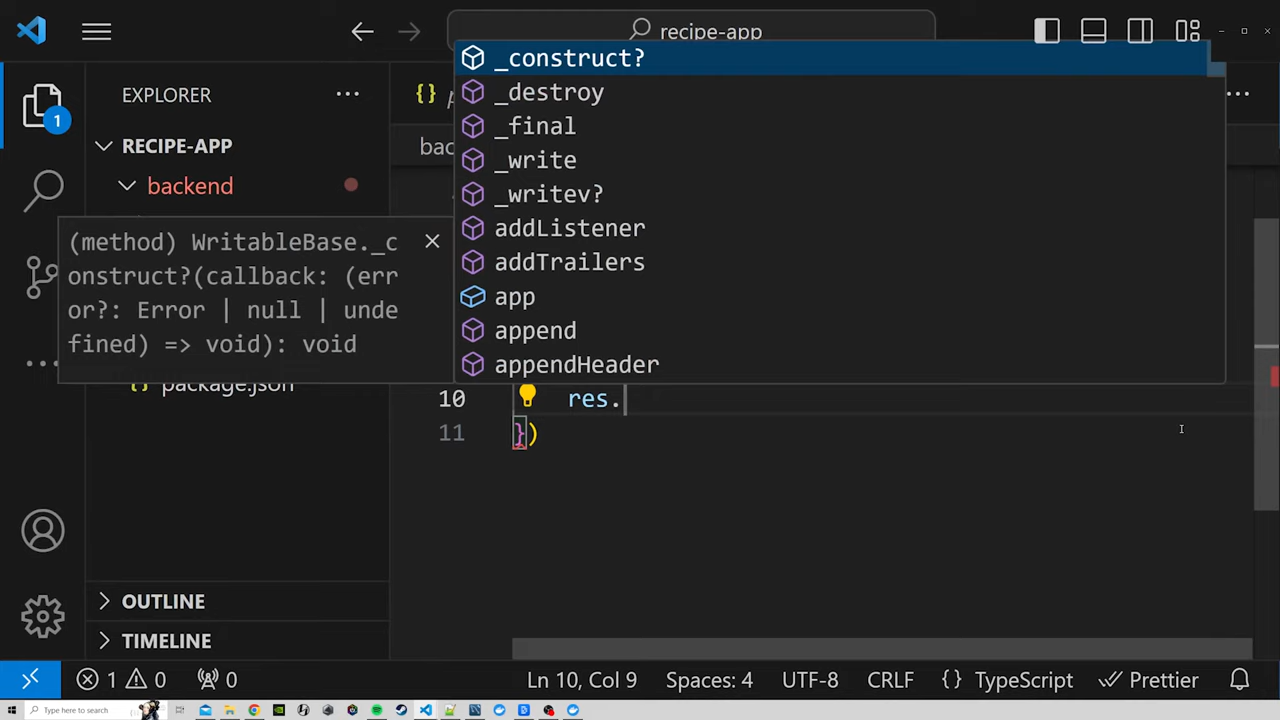 recipe-app
EXPLORER
RECIPE-APP
backend
package.json
OUTLINE
TIMELINE
1
(method) WritableBase._c
onstruct?(callback: (err
or?: Error | null | unde
fined) => void): void
{}
bac
_construct?
_destroy
_final
_write
_writev?
addListener
addTrailers
app
append
appendHeader
10 res.
11 })
1 0 0
Ln 10, Col 9
Spaces: 4
UTF-8
CRLF
{} TypeScript
Prettier
Type here to search